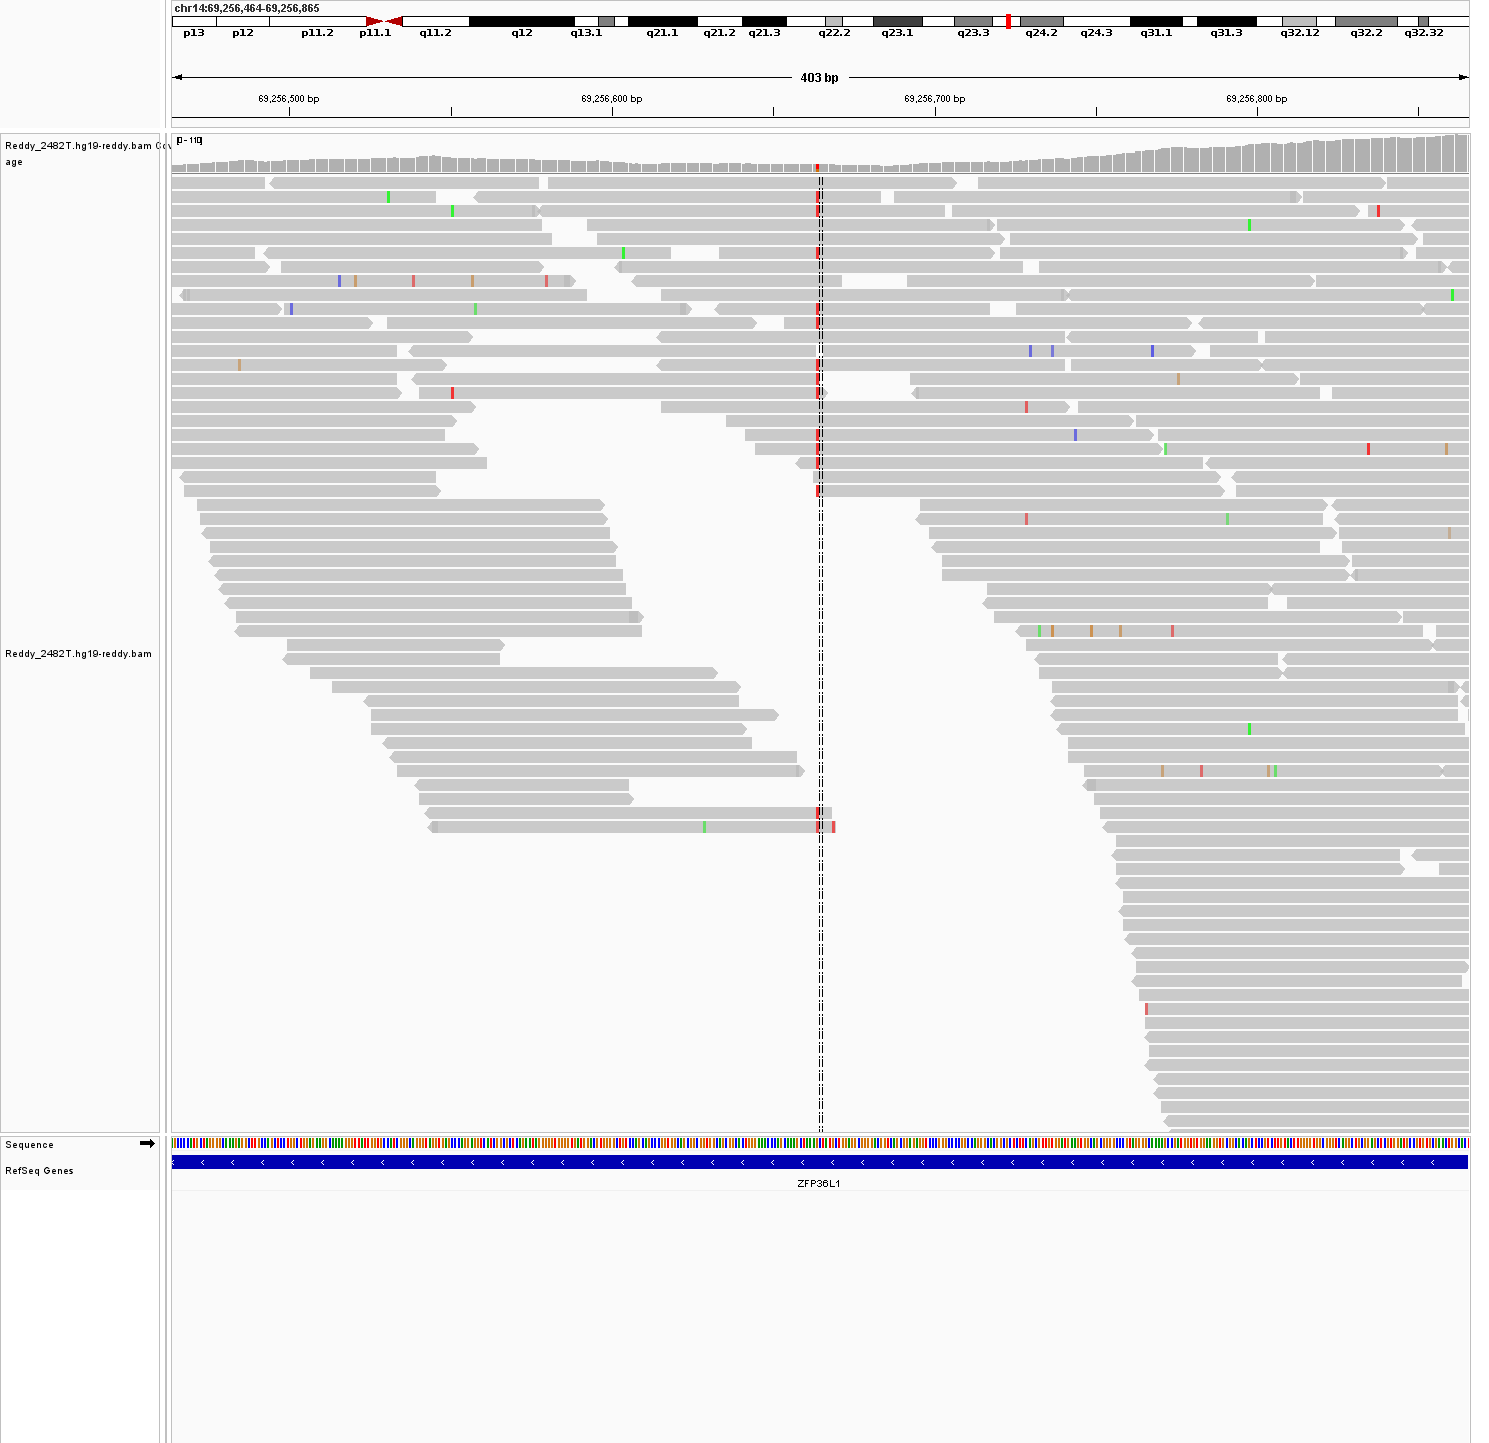 chr14:69,256,464-69,256,865
p13 p12 p11.2 p11.1 q11.2 q12 q13.1 q21.1 q21.2 q21.3 q22.2 q23.1 q23.3 q24.2 q24.3 q31.1 q31.3 q32.12 q32.2 q32.32
403 bp
69,256,500 bp 69,256,600 bp 69,256,700 bp 69,256,800 bp
Reddy_2482T.hg19-reddy.bam Cov
age
[0 - 110]
Reddy_2482T.hg19-reddy.bam
Sequence
RefSeq Genes
ZFP36L1